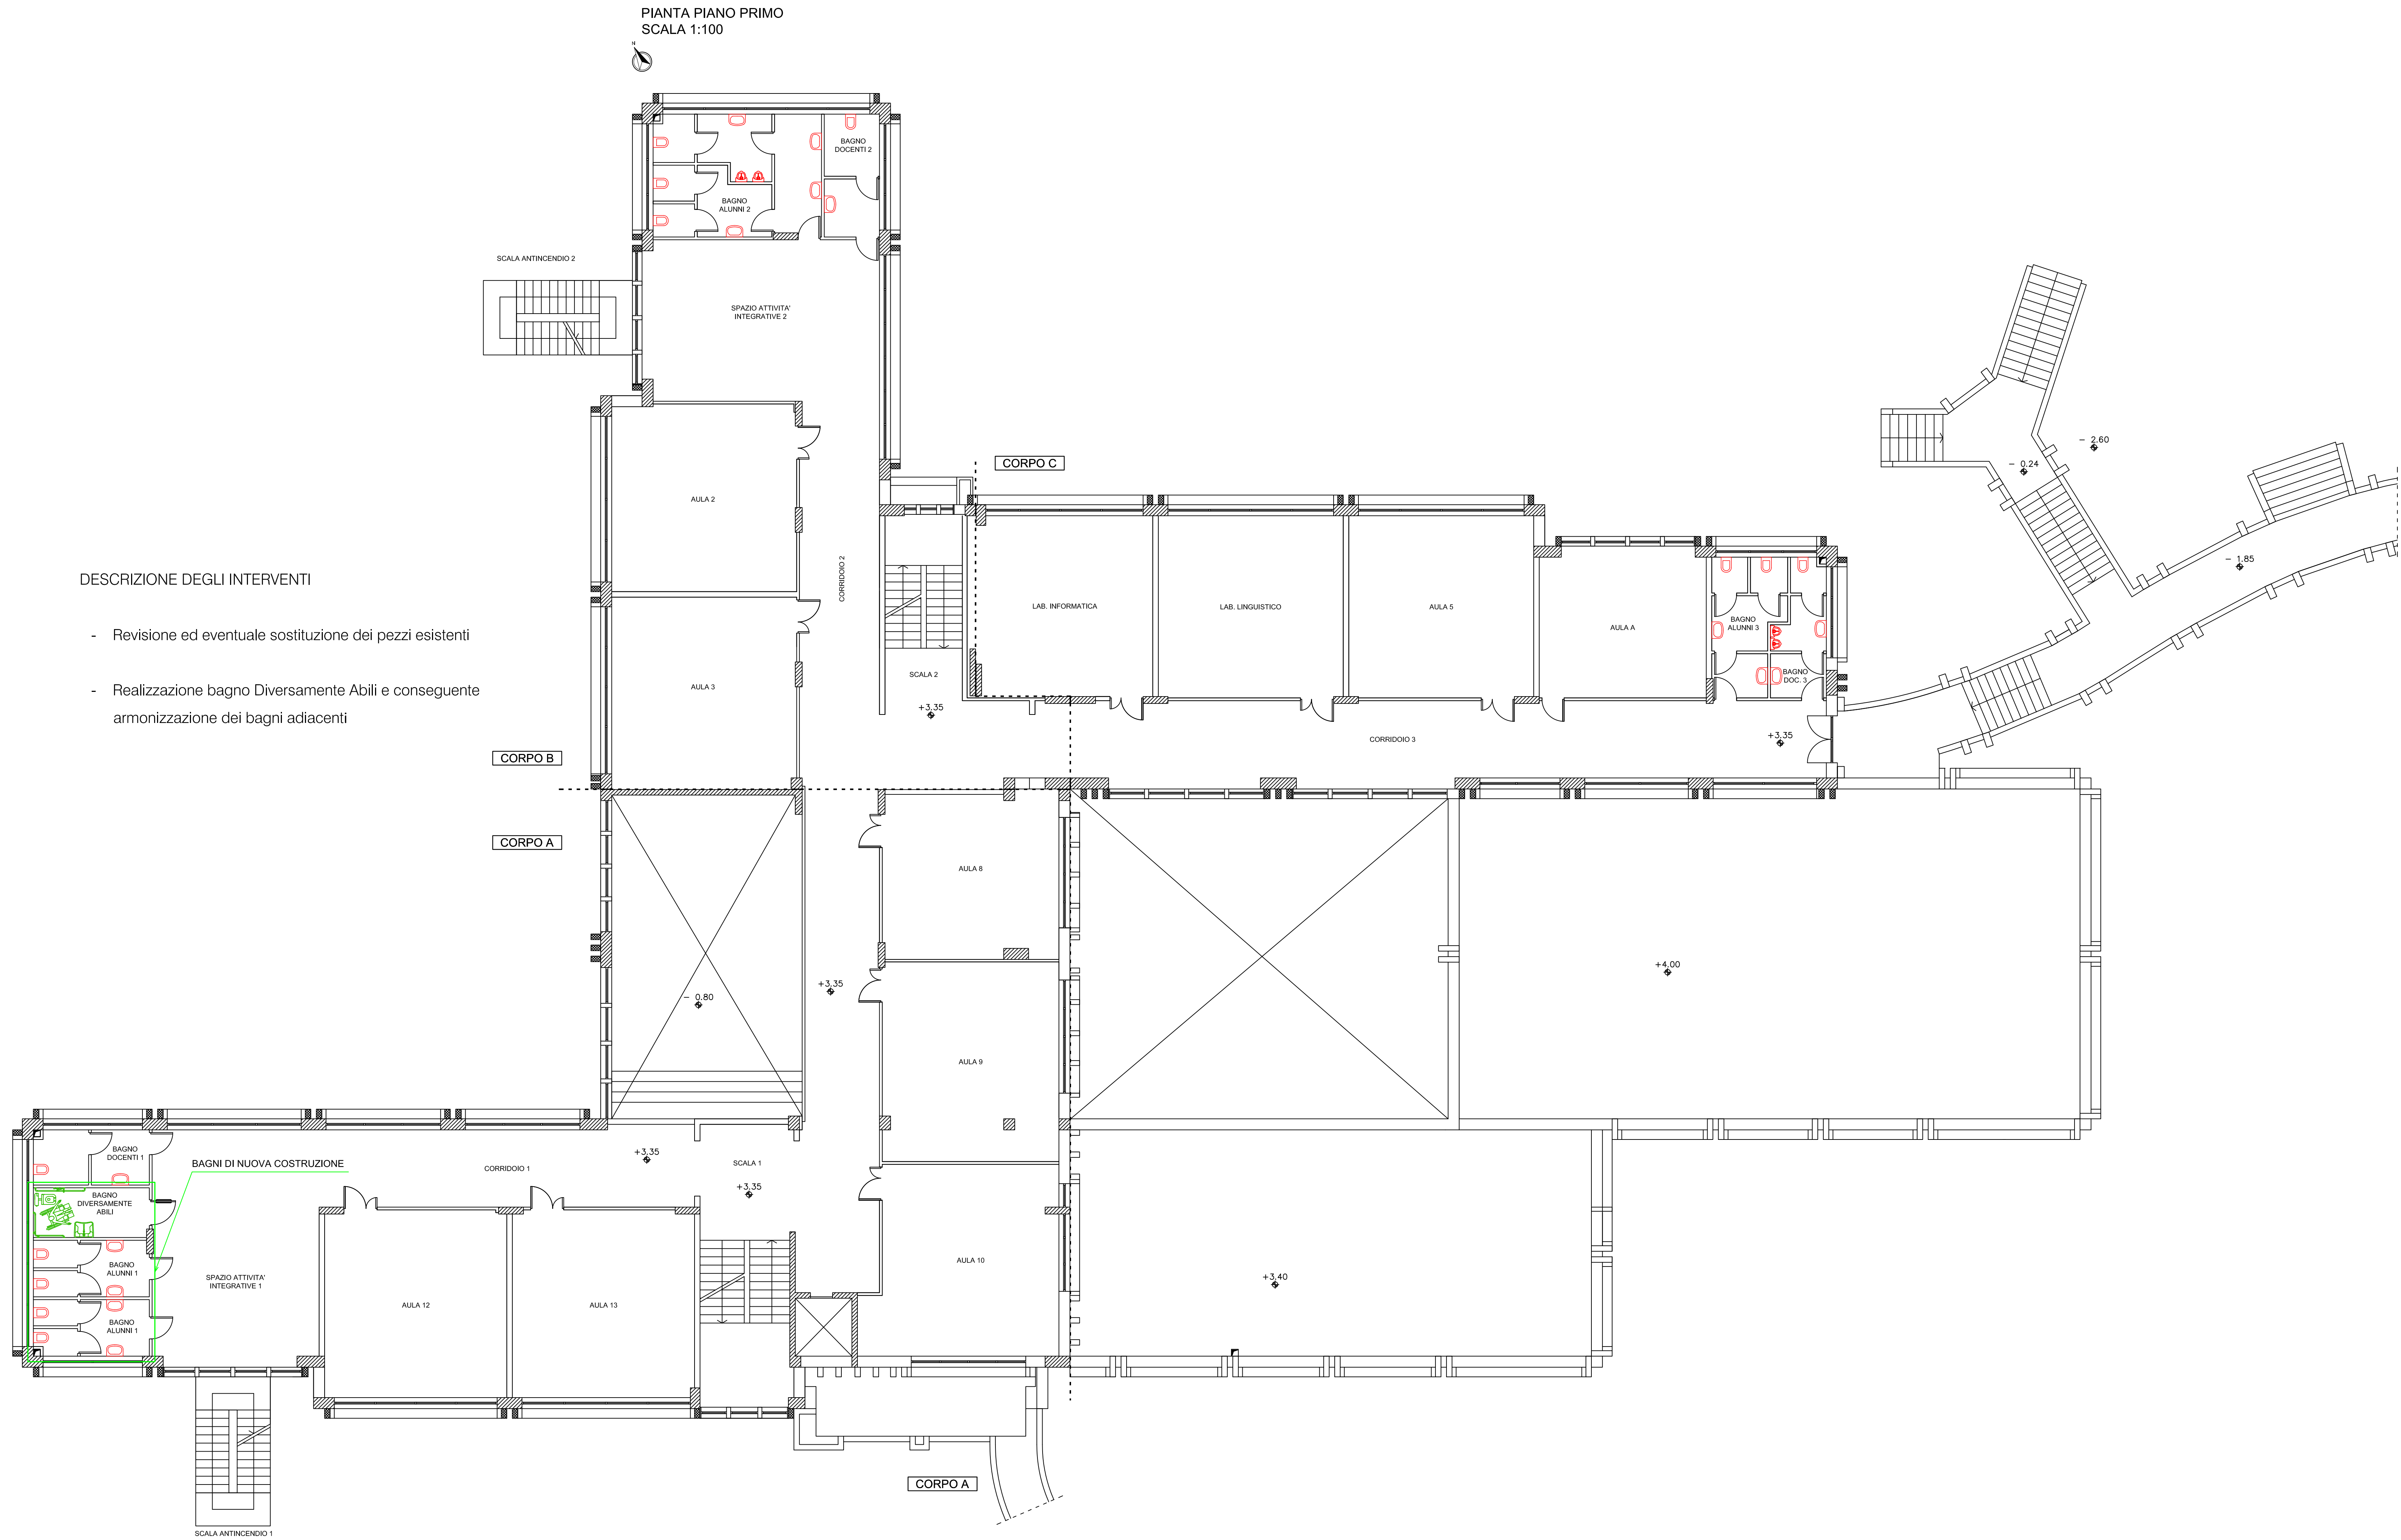 PIANTA PIANO PRIMO
SCALA 1:100
N
BAGNO
DOCENTI 2
BAGNO
ALUNNI 2
SCALA ANTINCENDIO 2
SPAZIO ATTIVITA'
INTEGRATIVE 2
- 2.60
- 0.24
CORPO C
AULA 2
CORRIDOIO 2
- 1.85
DESCRIZIONE DEGLI INTERVENTI
- Revisione ed eventuale sostituzione dei pezzi esistenti
- Realizzazione bagno Diversamente Abili e conseguente
armonizzazione dei bagni adiacenti
LAB. INFORMATICA
LAB. LINGUISTICO
AULA 5
AULA A
BAGNO
ALUNNI 3
BAGNO
DOC. 3
AULA 3
SCALA 2
+3.35
CORRIDOIO 3
+3.35
CORPO B
CORPO A
AULA 8
+4.00
- 0.80
+3.35
AULA 9
BAGNO
DOCENTI 1
BAGNI DI NUOVA COSTRUZIONE
CORRIDOIO 1
+3.35
SCALA 1
+3.35
BAGNO
DIVERSAMENTE
ABILI
BAGNO
ALUNNI 1
SPAZIO ATTIVITA'
INTEGRATIVE 1
AULA 10
+3.40
AULA 12
AULA 13
BAGNO
ALUNNI 1
CORPO A
SCALA ANTINCENDIO 1